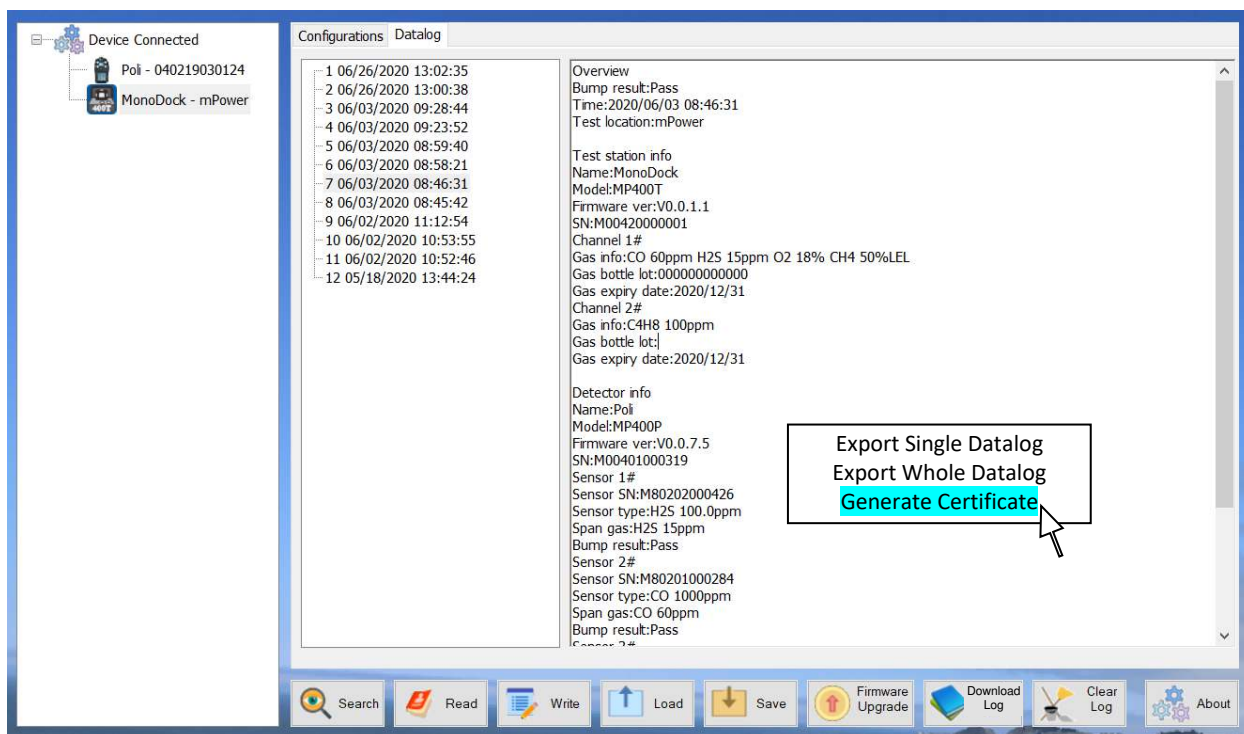 Device Connected
Poli - 040219030124
400T
MonoDock - mPower
Configurations
Datalog
1 06/26/2020 13:02:35
2 06/26/2020 13:00:38
3 06/03/2020 09:28:44
4 06/03/2020 09:23:52
5 06/03/2020 08:59:40
6 06/03/2020 08:58:21
7 06/03/2020 08:46:31
8 06/03/2020 08:45:42
9 06/02/2020 11:12:54
10 06/02/2020 10:53:55
11 06/02/2020 10:52:46
12 05/18/2020 13:44:24
Overview
Bump result:Pass
Time:2020/06/03 08:46:31
Test location:mPower
Test station info
Name:MonoDock
Model:MP400T
Firmware ver:V0.0.1.1
SN:M00420000001
Channel 1#
Gas info:CO 60ppm H2S 15ppm O2 18% CH4 50%LEL
Gas bottle lot:000000000000
Gas expiry date:2020/12/31
Channel 2#
Gas info:C4H8 100ppm
Gas bottle lot:
Gas expiry date:2020/12/31
Detector info
Name:Poli
Model:MP400P
Firmware ver:V0.0.7.5
SN:M00401000319
Sensor 1#
Sensor SN:M80202000426
Sensor type:H2S 100.0ppm
Span gas:H2S 15ppm
Bump result:Pass
Sensor 2#
Sensor SN:M80201000284
Sensor type:CO 1000ppm
Span gas:CO 60ppm
Bump result:Pass
Sensor 3#
Export Single Datalog
Export Whole Datalog
Generate Certificate
Search
Read
Write
Load
Save
Firmware
Upgrade
Download
Log
Clear
Log
About